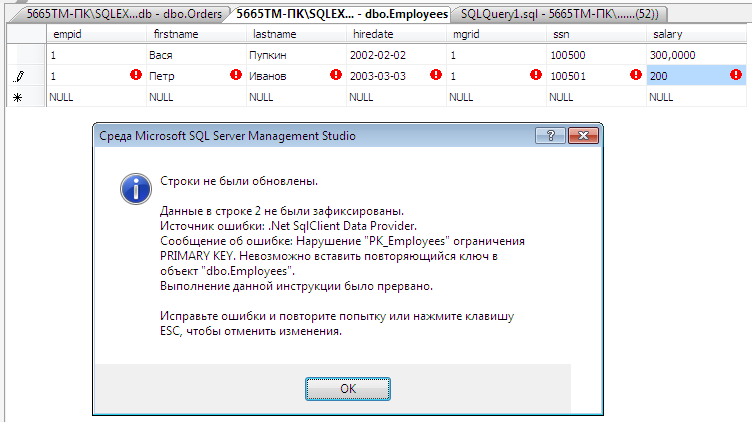 5665TM-ПК\SQLEX...db - dbo.Orders 5665TM-ПК\SQLEX... - dbo.Employees SQLQuery1.sql - 5665TM-ПК\......(52))
empid firstname lastname hiredate mgrid ssn salary
1 Вася Пупкин 2002-02-02 1 100500 300,0000
1 Петр Иванов 2003-03-03 1 100501 200
NULL NULL NULL NULL NULL NULL NULL
Среда Microsoft SQL Server Management Studio
Строки не были обновлены.
Данные в строке 2 не были зафиксированы.
Источник ошибки: .Net SqlClient Data Provider.
Сообщение об ошибке: Нарушение "PK_Employees" ограничения
PRIMARY KEY. Невозможно вставить повторяющийся ключ в
объект "dbo.Employees".
Выполнение данной инструкции было прервано.
Исправьте ошибки и повторите попытку или нажмите клавишу
ESC, чтобы отменить изменения.
OK